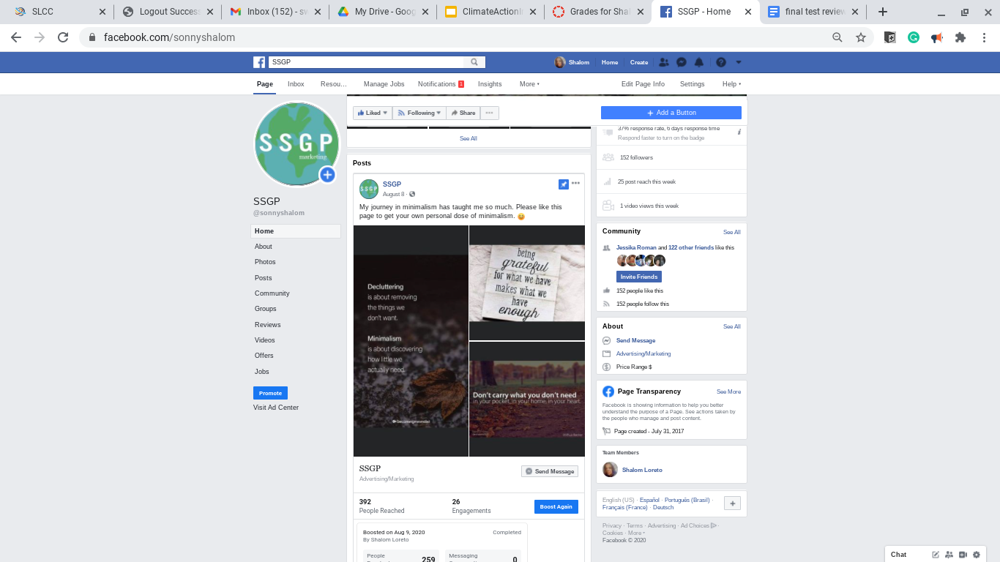 SLCC
Logout Success
Inbox (152) - sw
My Drive - Goog
ClimateActionI
Grades for Shal
SSGP - Home
final test review
facebook.com/sonnyshalom
SSGP
Shalom
Home
Create
Page
Inbox
Resou…
Manage Jobs
Notifications 1
Insights
More
Edit Page Info
Settings
Help
SSGP
marketing
SSGP
@sonnyshalom
Home
About
Photos
Posts
Community
Groups
Reviews
Videos
Offers
Jobs
Promote
Visit Ad Center
Liked
Following
Share
+ Add a Button
See All
Posts
SSGP
SSGP
August 8 ·
My journey in minimalism has taught me so much. Please like this
page to get your own personal dose of minimalism.
Decluttering
is about removing
the things we
don't want.
Minimalism
is about discovering
how little we
actually need.
being
grateful
for what we have
makes what we
have
enough
Don't carry what you don't need
in your pocket, in your home, in your heart.
SSGP
Advertising/Marketing
Send Message
392
People Reached
26
Engagements
Boost Again
Boosted on Aug 9, 2020
Completed
By Shalom Loreto
People
259
Messaging
0
37% response rate, 6 days response time
Respond faster to turn on the badge
152 followers
25 post reach this week
1 video views this week
Community
See All
Jessika Roman and 122 other friends like this
Invite Friends
152 people like this
152 people follow this
About
See All
Send Message
Advertising/Marketing
Price Range $
Page Transparency
See More
Facebook is showing information to help you better
understand the purpose of a Page. See actions taken by
the people who manage and post content.
Page created - July 31, 2017
Team Members
Shalom Loreto
English (US) · Español · Português (Brasil) ·
Français (France) · Deutsch
Privacy · Terms · Advertising · Ad Choices ·
Cookies · More
Facebook © 2020
Chat